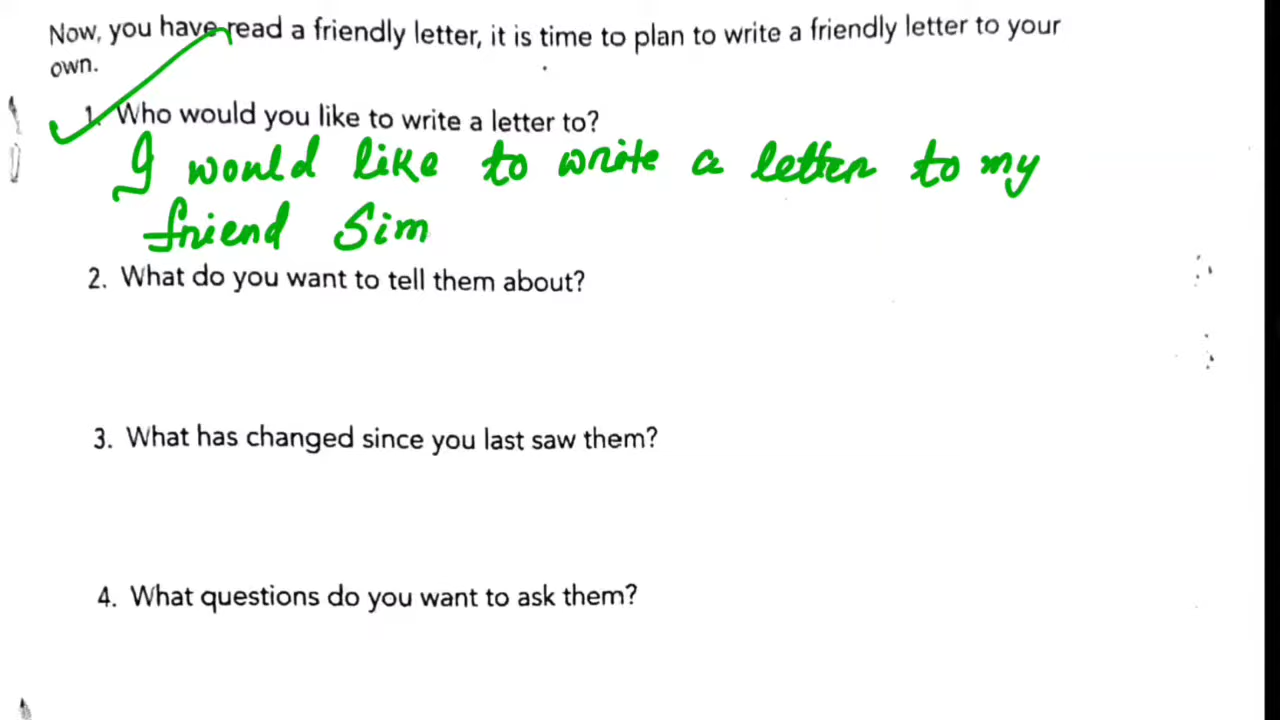 Now, you have read a friendly letter, it is time to plan to write a friendly letter to your
own.
1. Who would you like to write a letter to?
I would like to write a letter to my
friend Sim
2. What do you want to tell them about?
3. What has changed since you last saw them?
4. What questions do you want to ask them?